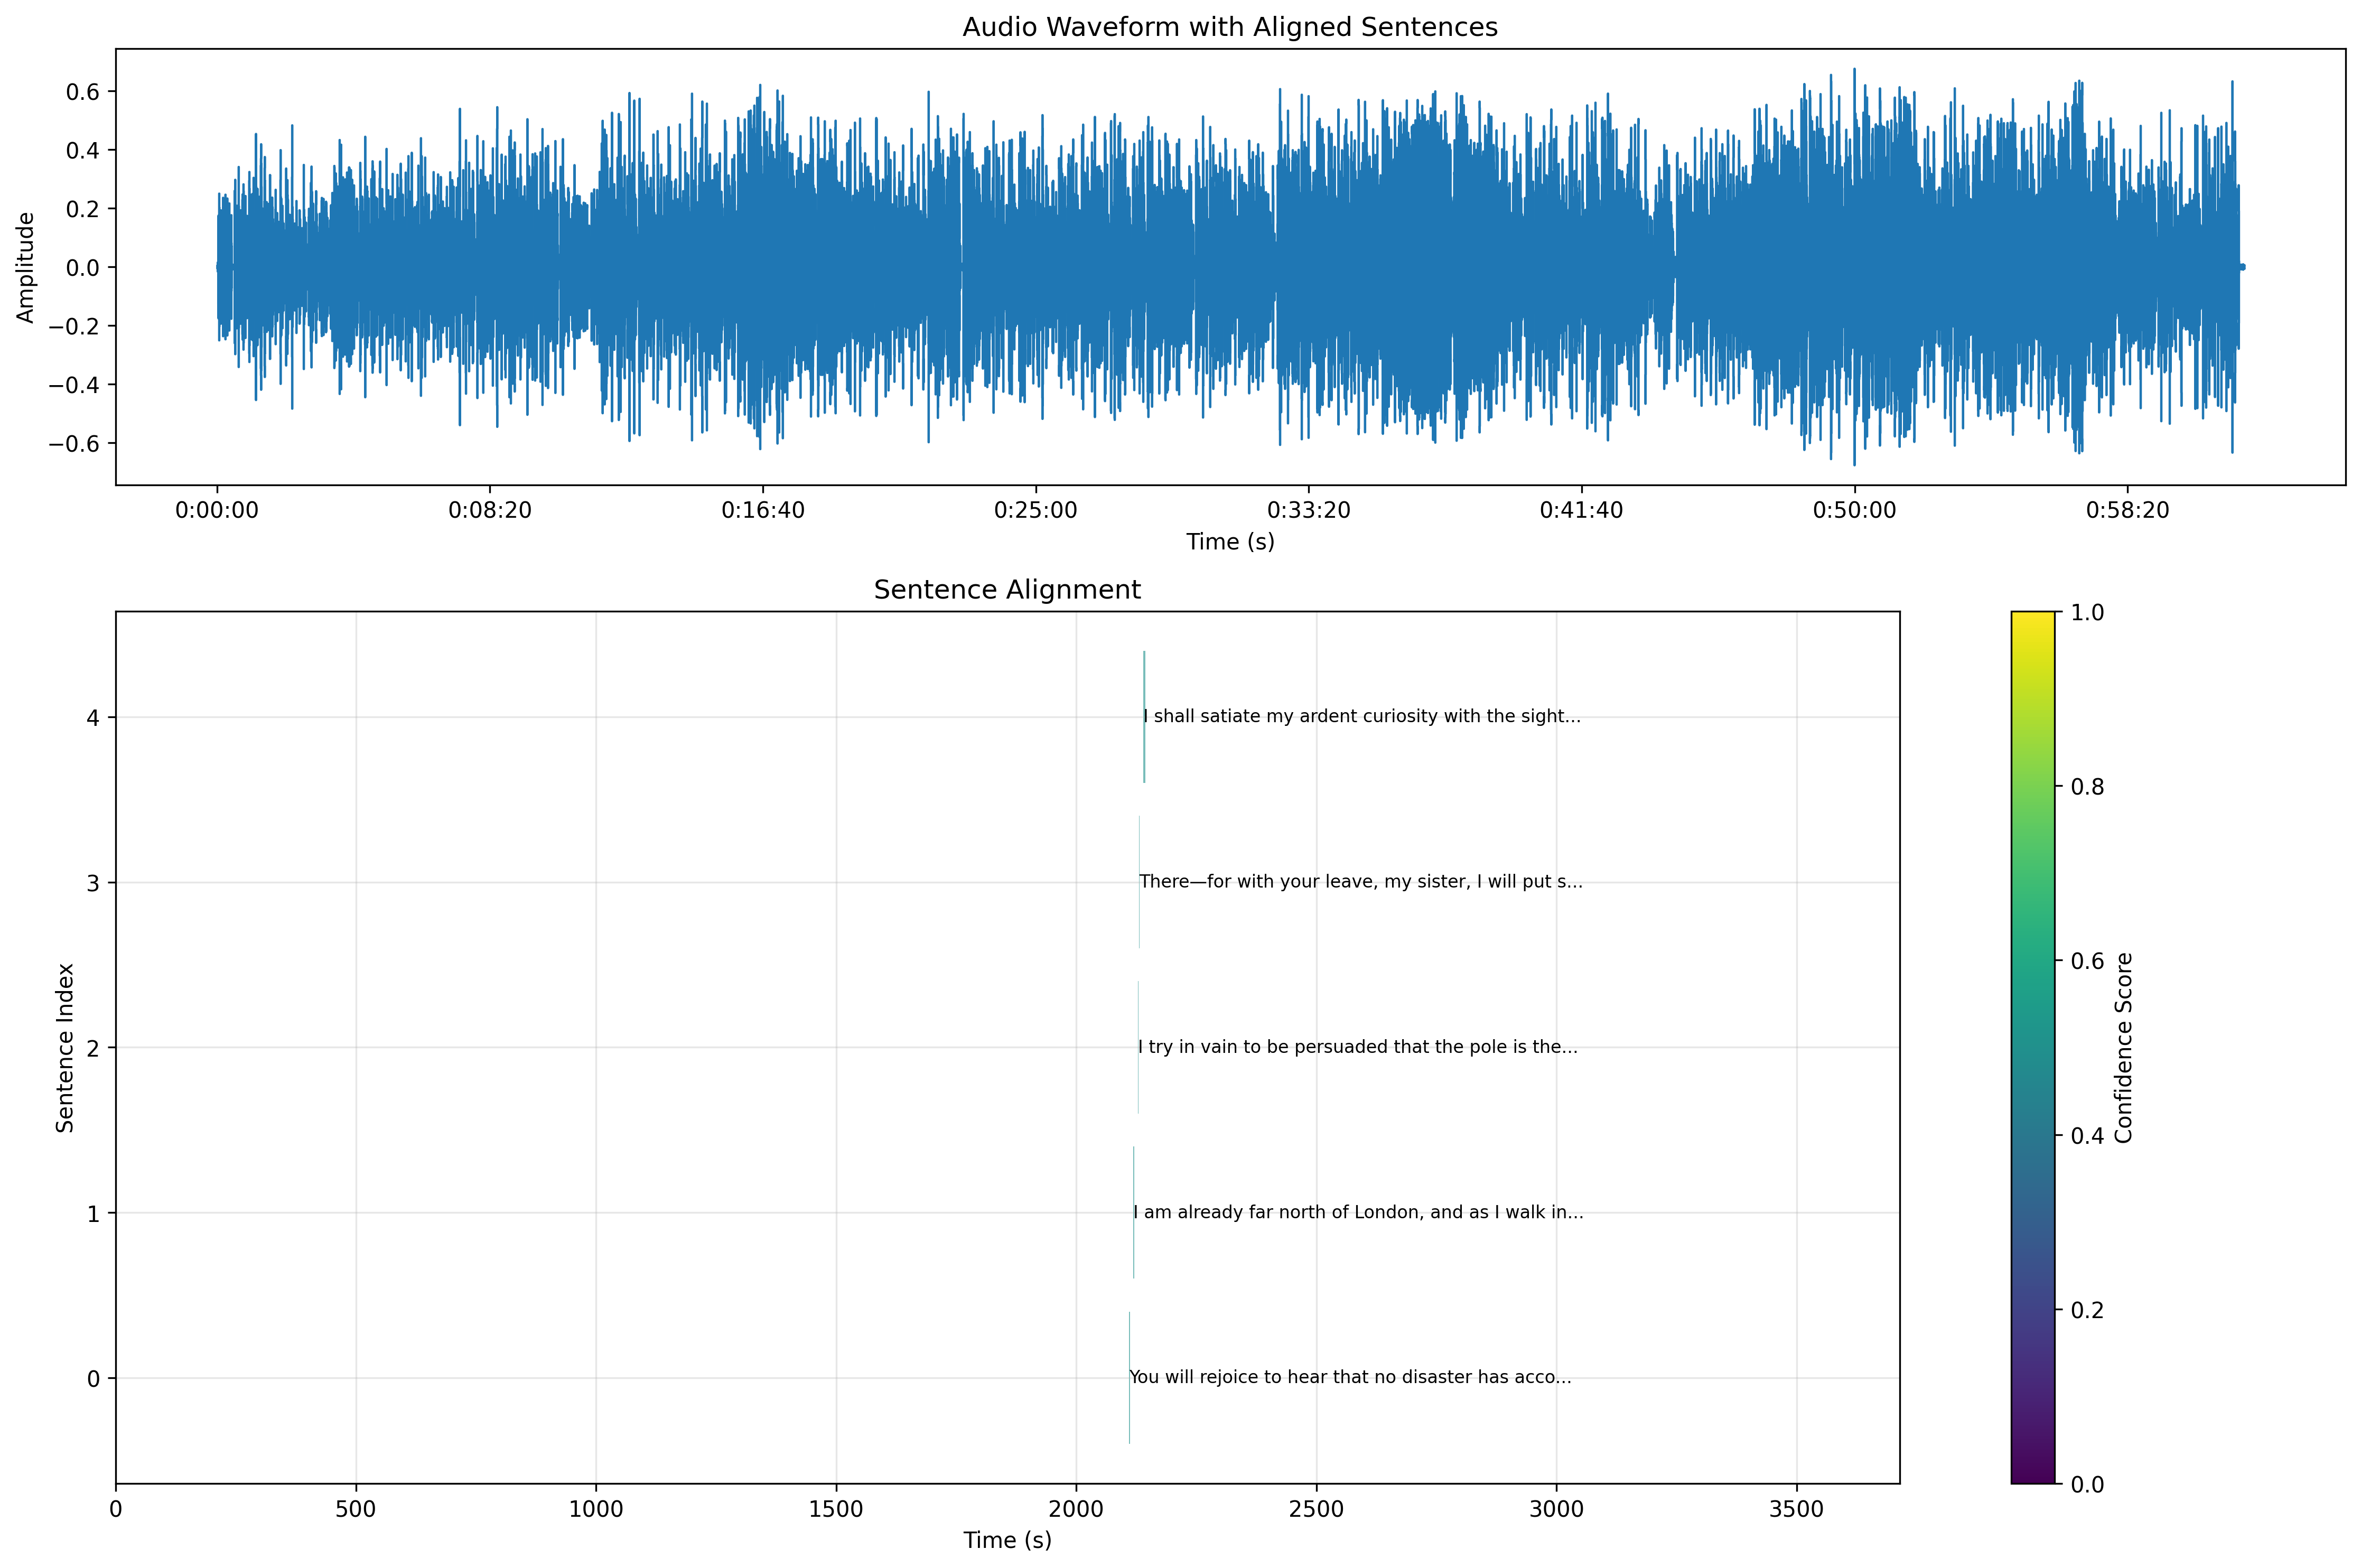 Audio Waveform with Aligned Sentences
Amplitude
0.6
0.4
0.2
0.0
−0.2
−0.4
−0.6
0:00:00 0:08:20 0:16:40 0:25:00 0:33:20 0:41:40 0:50:00 0:58:20
Time (s)
Sentence Alignment
Sentence Index
4
3
2
1
0
I shall satiate my ardent curiosity with the sight...
There—for with your leave, my sister, I will put s...
I try in vain to be persuaded that the pole is the...
I am already far north of London, and as I walk in...
You will rejoice to hear that no disaster has acco...
0 500 1000 1500 2000 2500 3000 3500
Time (s)
1.0
0.8
0.6
0.4
0.2
0.0
Confidence Score